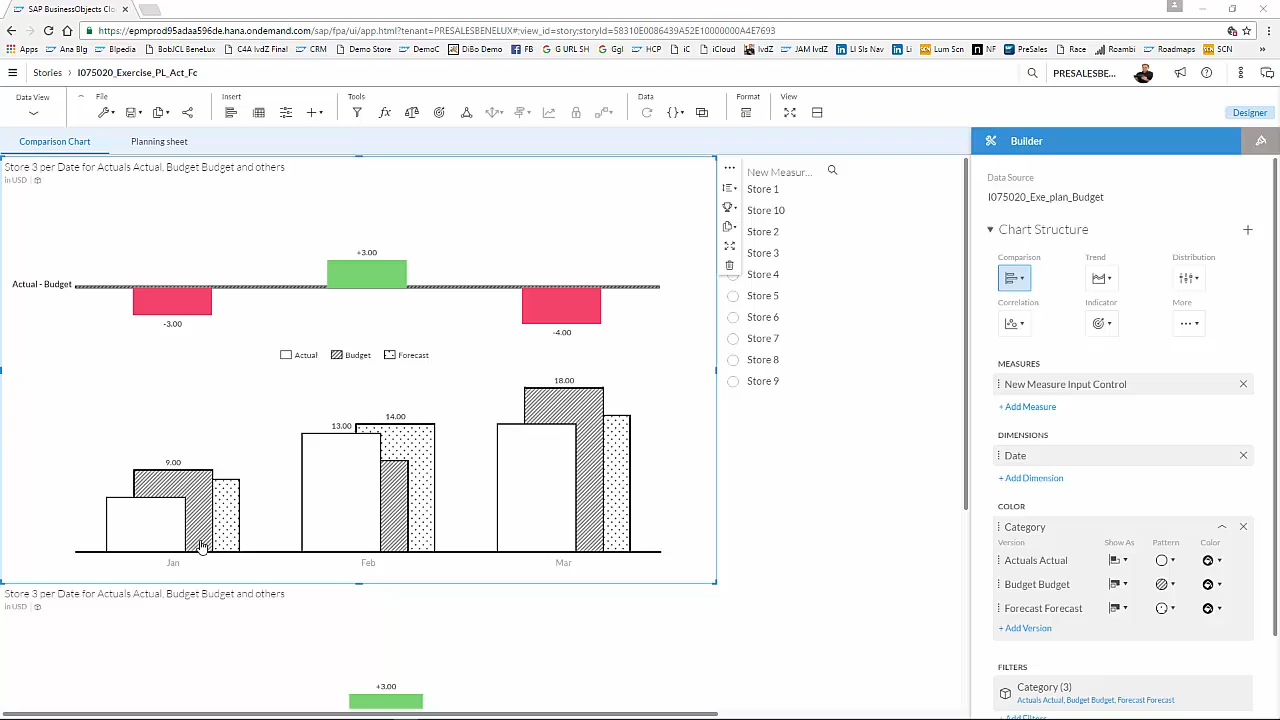 SAP BusinessObjects Clo
https://epmprod95adaa596de.hana.ondemand.com/sap/fpa/ui/app.html?tenant=PRESALESBENELUX#;view_id=story;storyId=58310E0086439A52E10000000A4E7693
Apps Ana Blg BIpedia BobJCL BeneLux C4A IvdZ Final CRM Demo Store DemoC DiBo Demo FB G URL SH Ggl HCP iC iCloud IvdZ JAM IvdZ Li SIs Nav Li Lum Scn NF PreSales Race Roambi Roadmaps SCN
Stories I075020_Exercise_PL_Act_Fc PRESALESBE...
Data View File Insert Tools Data Format View
Designer
Comparison Chart Planning sheet
Builder
Store 3 per Date for Actuals Actual, Budget Budget and others
in USD
New Measur...
Store 1
Store 10
Store 2
Store 3
Store 4
Store 5
Store 6
Store 7
Store 8
Store 9
+3.00
Actual - Budget
-3.00
-4.00
Actual Budget Forecast
18.00
14.00
13.00
9.00
Jan Feb Mar
Store 3 per Date for Actuals Actual, Budget Budget and others
in USD
+3.00
Data Source
I075020_Exe_plan_Budget
Chart Structure
Comparison Trend Distribution
Correlation Indicator More
MEASURES
New Measure Input Control
+ Add Measure
DIMENSIONS
Date
+ Add Dimension
COLOR
Category
Version Show As Pattern Color
Actuals Actual
Budget Budget
Forecast Forecast
+ Add Version
FILTERS
Category (3)
Actuals Actual, Budget Budget, Forecast Forecast
+ Add Filters